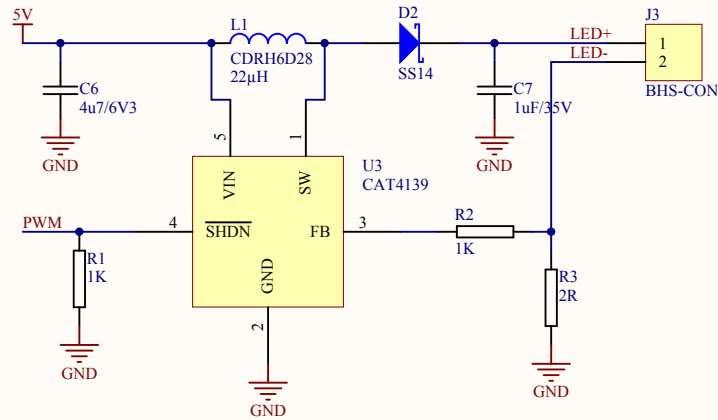 5V
L1
CDRH6D28
22µH
D2
SS14
J3
LED+
LED-
1
2
BHS-CON
C6
4u7/6V3
GND
C7
1uF/35V
GND
5
1
U3
CAT4139
VIN
SW
PWM
4
SHDN
FB
3
R2
1K
R1
1K
GND
2
R3
2R
GND
GND
GND